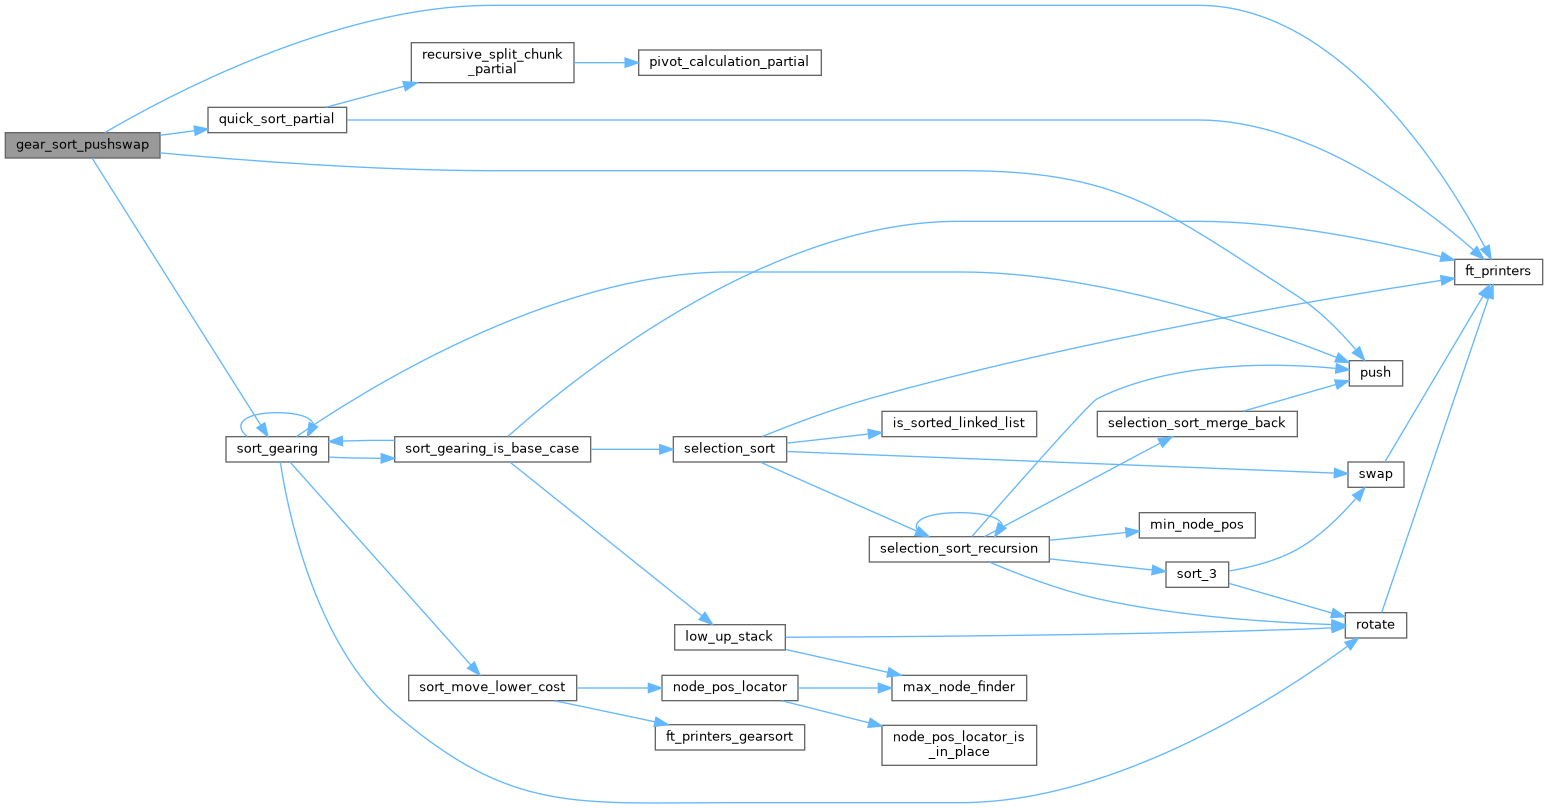 recursive_split_chunk
_partial
pivot_calculation_partial
quick_sort_partial
gear_sort_pushswap
ft_printers
push
is_sorted_linked_list
selection_sort_merge_back
sort_gearing
sort_gearing_is_base_case
selection_sort
swap
min_node_pos
selection_sort_recursion
sort_3
rotate
low_up_stack
sort_move_lower_cost
node_pos_locator
max_node_finder
ft_printers_gearsort
node_pos_locator_is
_in_place